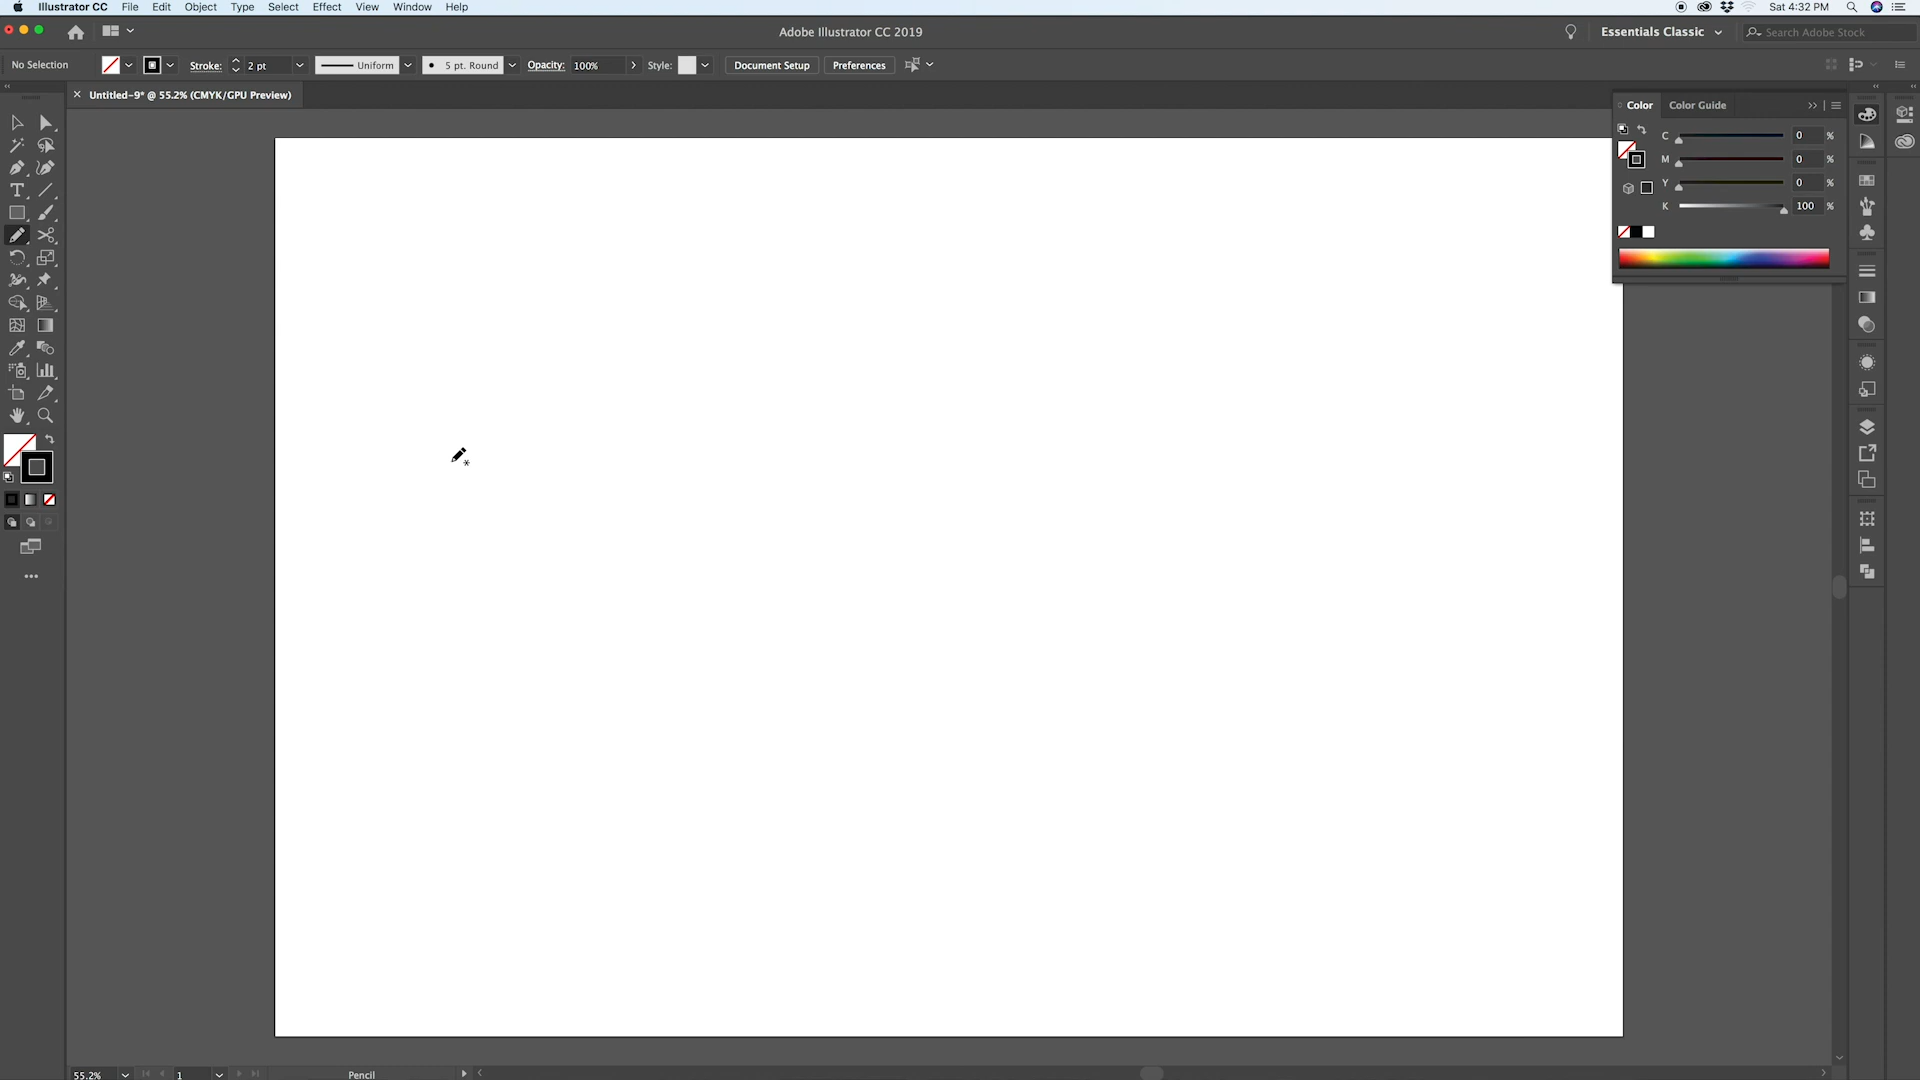 Illustrator CC File Edit Object Type Select Effect View Window Help Sat 4:32 PM
Adobe Illustrator CC 2019 Essentials Classic Search Adobe Stock
No Selection Stroke: 2 pt Uniform 5 pt. Round Opacity: 100% Style: Document Setup Preferences
Untitled-9* @ 55.2% (CMYK/GPU Preview)
Color Color Guide
C 0 %
M 0 %
Y 0 %
K 100 %
55.2% 1 Pencil